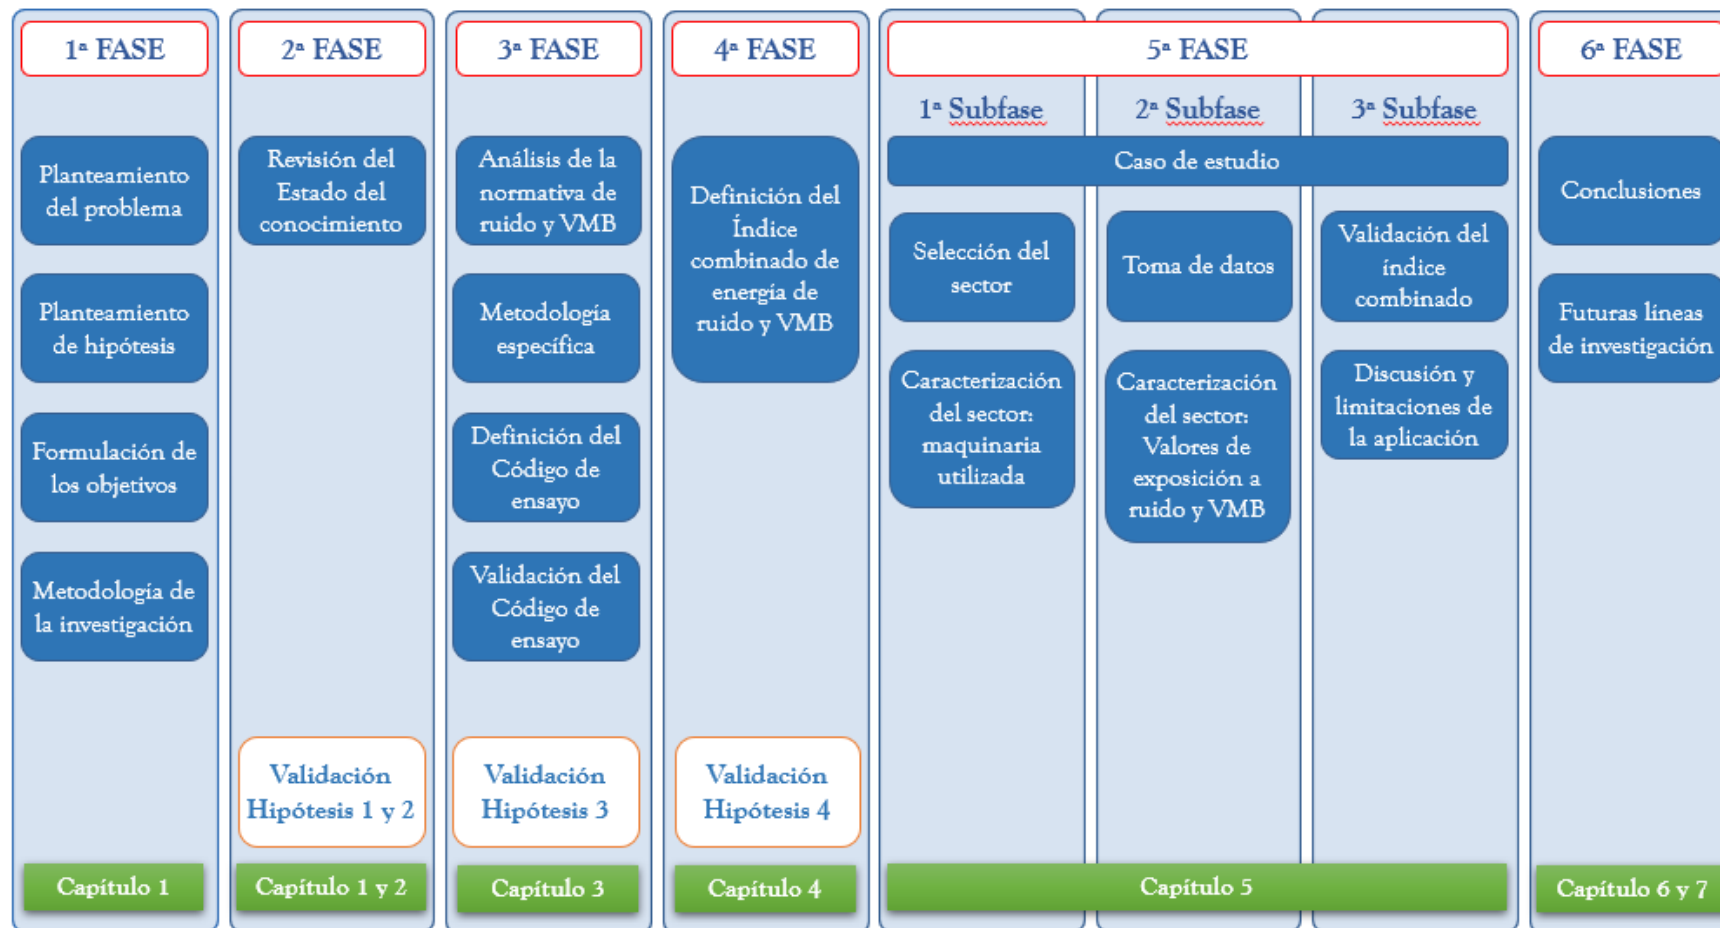 1ª FASE
Planteamiento
del problema
Planteamiento
de hipótesis
Formulación de
los objetivos
Metodología de
la investigación
Capítulo 1
2ª FASE
Revisión del
Estado del
conocimiento
Validación
Hipótesis 1 y 2
Capítulo 1 y 2
3ª FASE
Análisis de la
normativa de
ruido y VMB
Metodología
específica
Definición del
Código de
ensayo
Validación del
Código de
ensayo
Validación
Hipótesis 3
Capítulo 3
4ª FASE
Definición del
Índice
combinado de
energía de
ruido y VMB
Validación
Hipótesis 4
Capítulo 4
5ª FASE
1ª Subfase
2ª Subfase
3ª Subfase
Caso de estudio
Selección del
sector
Caracterización
del sector:
maquinaria
utilizada
Toma de datos
Caracterización
del sector:
Valores de
exposición a
ruido y VMB
Validación del
índice
combinado
Discusión y
limitaciones de
la aplicación
Capítulo 5
6ª FASE
Conclusiones
Futuras líneas
de investigación
Capítulo 6 y 7